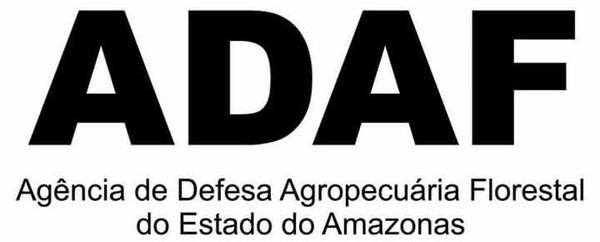 ADAF
Agência de Defesa Agropecuária Florestal
do Estado do Amazonas